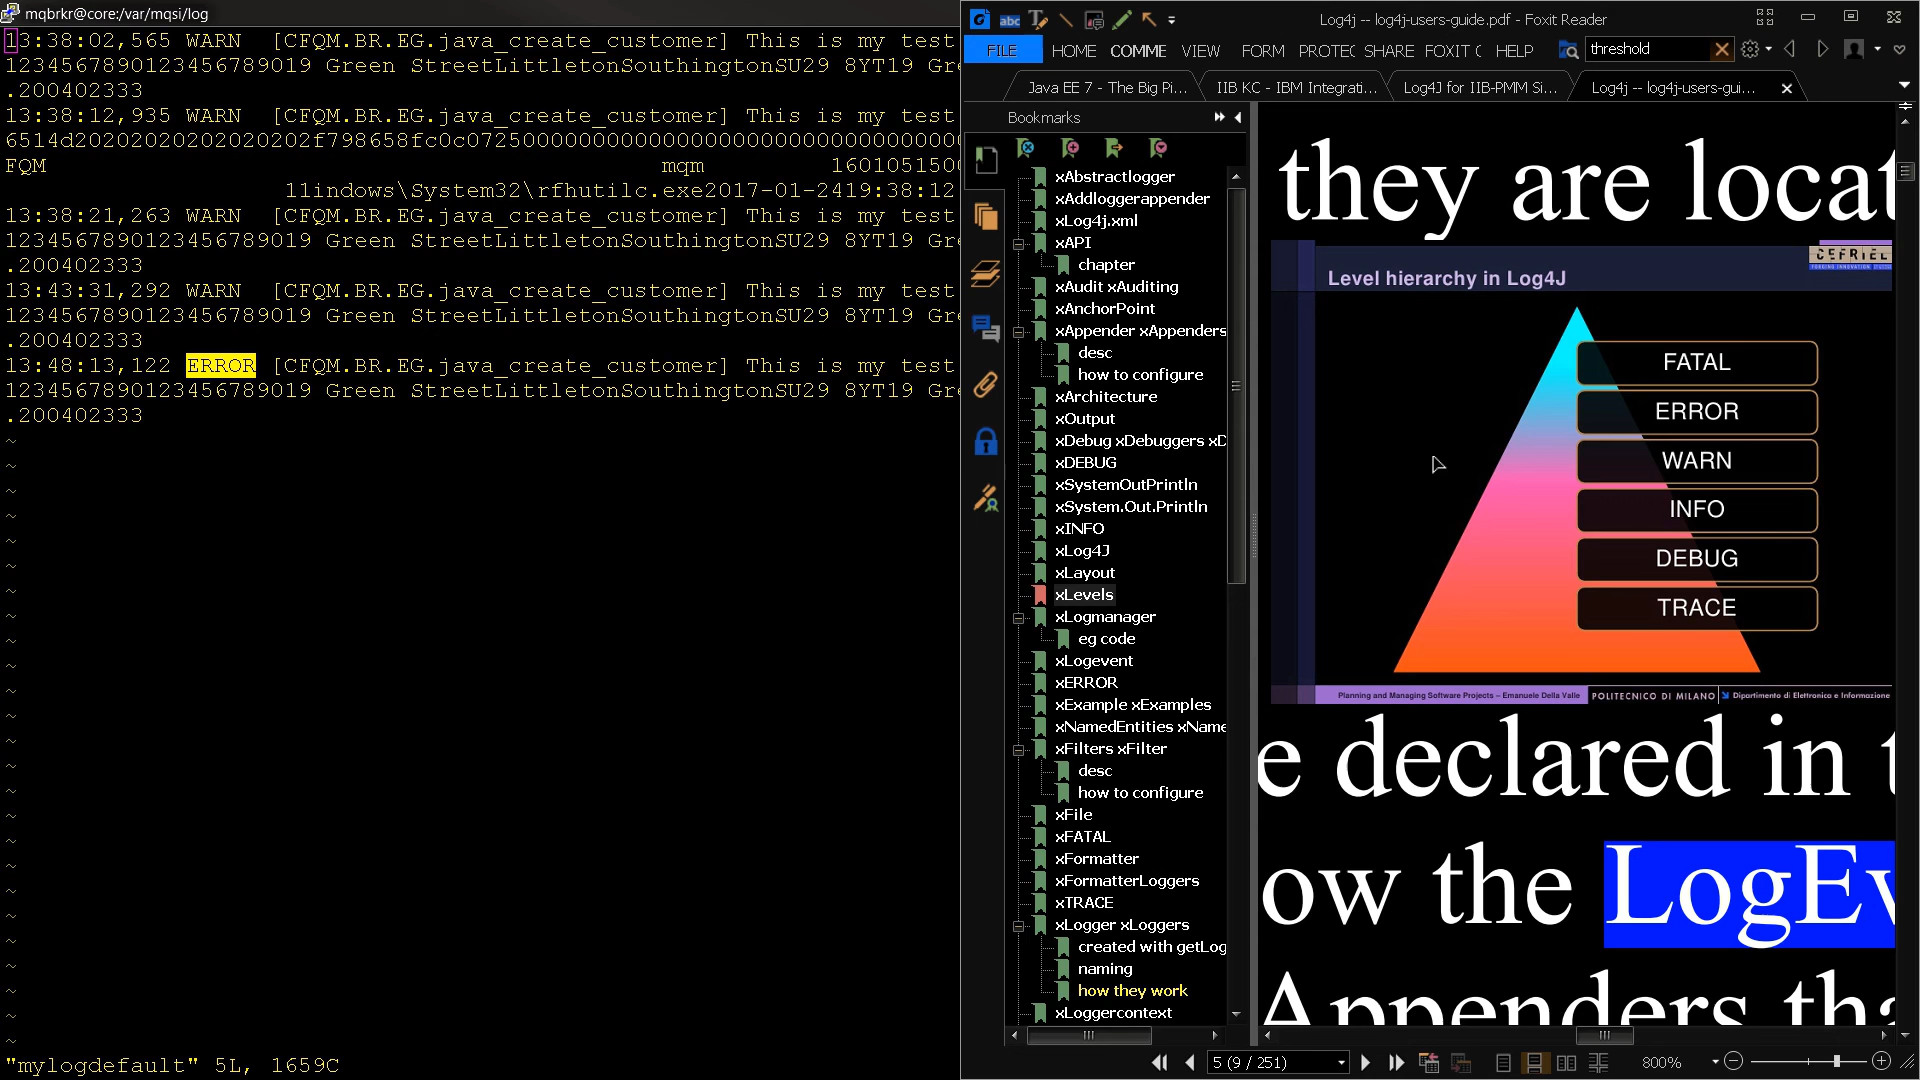 mqbrkr@core:/var/mqsi/log
13:38:02,565 WARN  [CFQM.BR.EG.java_create_customer] This is my test
1234567890123456789019 Green StreetLittletonSouthingtonSU29 8YT19 Gre
.200402333
13:38:12,935 WARN  [CFQM.BR.EG.java_create_customer] This is my test
FQM mqm 1601051500
11indows\System32\rfhutilc.exe2017-01-2419:38:12
13:38:21,263 WARN  [CFQM.BR.EG.java_create_customer] This is my test
1234567890123456789019 Green StreetLittletonSouthingtonSU29 8YT19 Gre
.200402333
13:43:31,292 WARN  [CFQM.BR.EG.java_create_customer] This is my test
1234567890123456789019 Green StreetLittletonSouthingtonSU29 8YT19 Gre
.200402333
13:48:13,122 ERROR [CFQM.BR.EG.java_create_customer] This is my test
1234567890123456789019 Green StreetLittletonSouthingtonSU29 8YT19 Gre
.200402333
"mylogdefault" 5L, 1659C
Log4j -- log4j-users-guide.pdf - Foxit Reader
FILE HOME COMME VIEW FORM PROTEC SHARE FOXIT C HELP threshold
Java EE 7 - The Big Pi... IIB KC - IBM Integrati... Log4J for IIB-PMM Si... Log4j -- log4j-users-gui...
Bookmarks
xAbstractlogger
xAddloggerappender
xLog4j.xml
xAPI
chapter
xAudit xAuditing
xAnchorPoint
xAppender xAppenders
desc
how to configure
xArchitecture
xOutput
xDebug xDebuggers xD
xDEBUG
xSystemOutPrintln
xSystem.Out.Println
xINFO
xLog4J
xLayout
xLevels
xLogmanager
eg code
xLogevent
xERROR
xExample xExamples
xNamedEntities xName
xFilters xFilter
desc
how to configure
xFile
xFATAL
xFormatter
xFormatterLoggers
xTRACE
xLogger xLoggers
created with getLog
naming
how they work
xLoggercontext
they are locat
CEFRIEL
FORGING INNOVATION
Level hierarchy in Log4J
FATAL
ERROR
WARN
INFO
DEBUG
TRACE
Planning and Managing Software Projects – Emanuele Della Valle POLITECNICO DI MILANO Dipartimento di Elettronica e Informazione
e declared in t
ow the LogEv
Appenders tha
5 (9 / 251) 800%